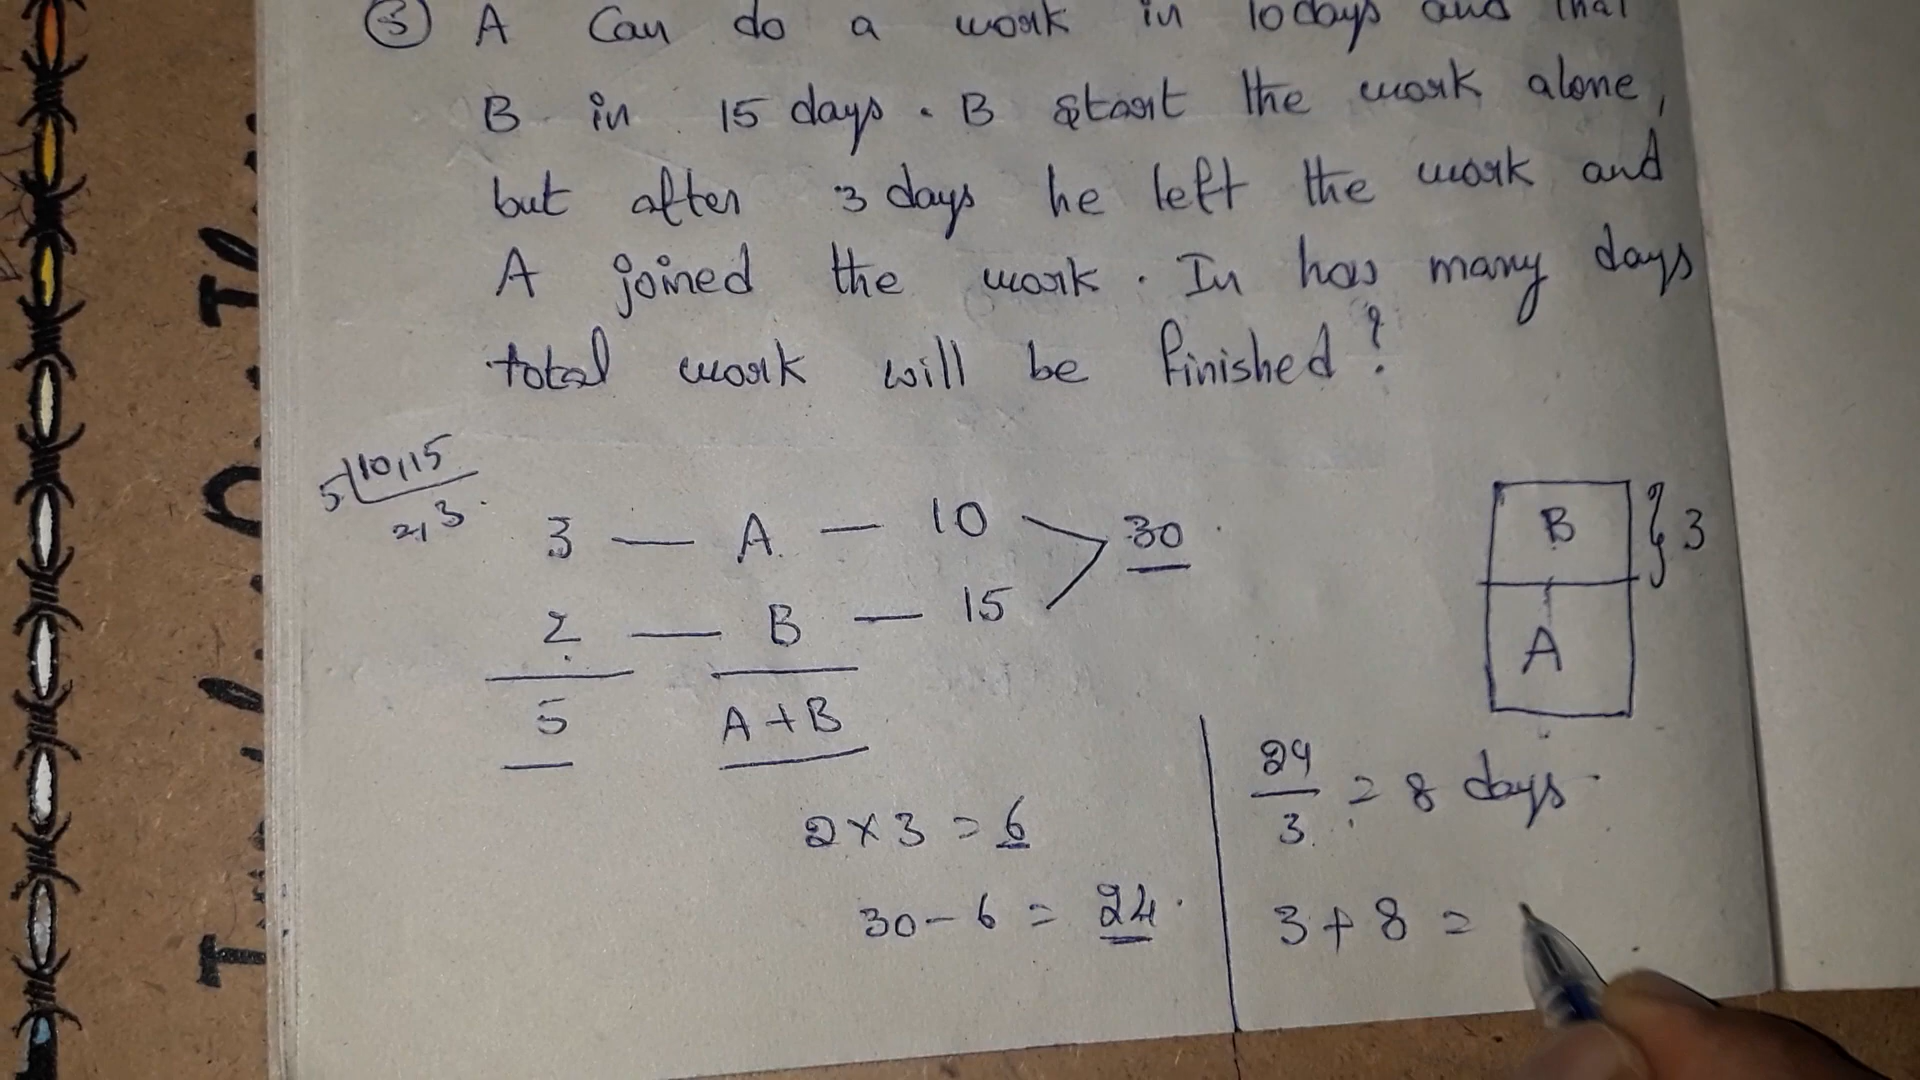 ③ A Can do a work in 10 days and that
B in 15 days. B start the work alone,
but after 3 days he left the work and
A joined the work. In how many days
total work will be finished?
5 10,15
2,3
3 — A — 10
30
2 — B — 15
5 A+B
B } 3
A
2 × 3 = 6
30 - 6 = 24
24/3 = 8 days
3 + 8 =